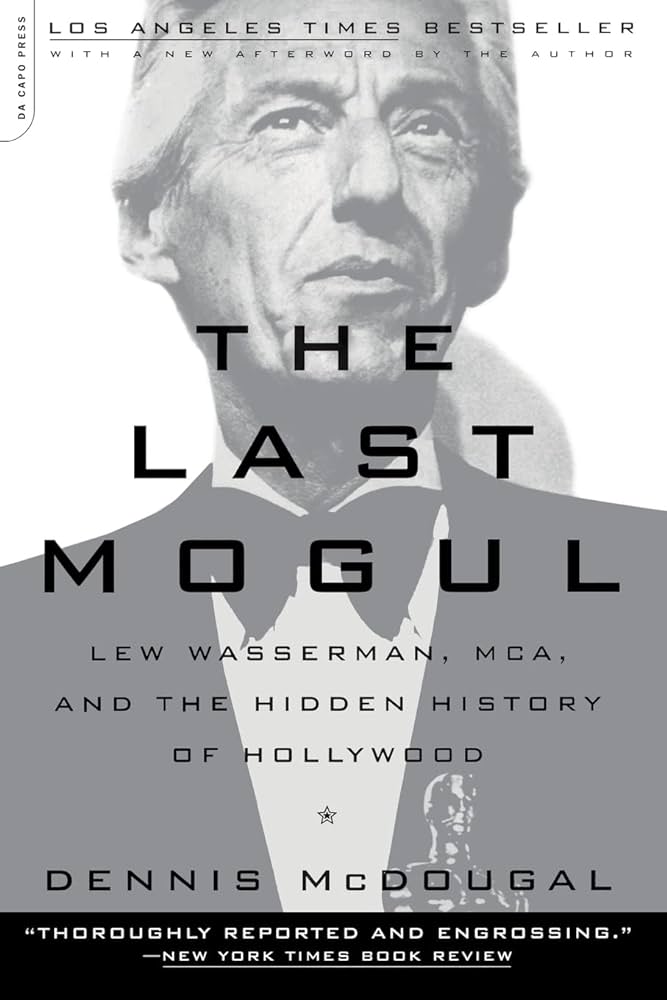 DA CAPO PRESS
LOS ANGELES TIMES BESTSELLER
WITH A NEW AFTERWORD BY THE AUTHOR
THE
LAST
MOGUL
LEW WASSERMAN, MCA,
AND THE HIDDEN HISTORY
OF HOLLYWOOD
DENNIS McDOUGAL
“THOROUGHLY REPORTED AND ENGROSSING.”
—NEW YORK TIMES BOOK REVIEW